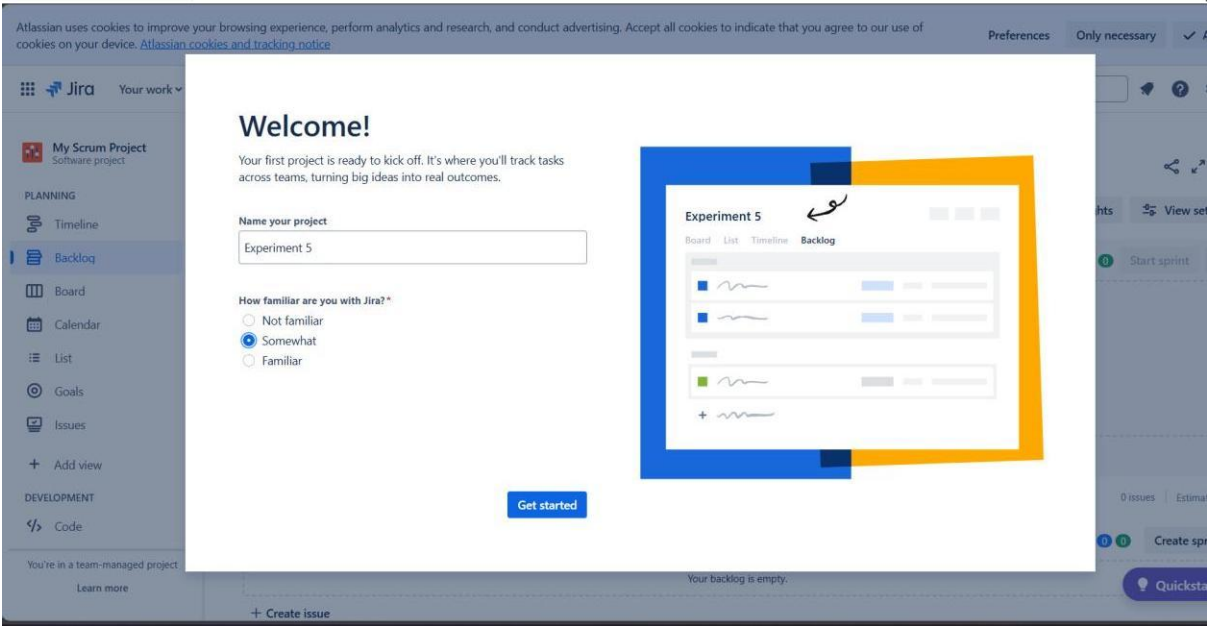 Atlassian uses cookies to improve your browsing experience, perform analytics and research, and conduct advertising. Accept all cookies to indicate that you agree to our use of
cookies on your device. Atlassian cookies and tracking notice
Preferences
Only necessary
Jira
Your work
My Scrum Project
Software project
PLANNING
Timeline
Backlog
Board
Calendar
List
Goals
Issues
+ Add view
DEVELOPMENT
</> Code
You're in a team-managed project
Learn more
Welcome!
Your first project is ready to kick off. It's where you'll track tasks
across teams, turning big ideas into real outcomes.
Name your project
Experiment 5
How familiar are you with Jira? *
Not familiar
Somewhat
Familiar
Get started
Experiment 5
Board List Timeline Backlog
+
0 Start sprint
0 issues
0 0
Your backlog is empty.
+ Create issue